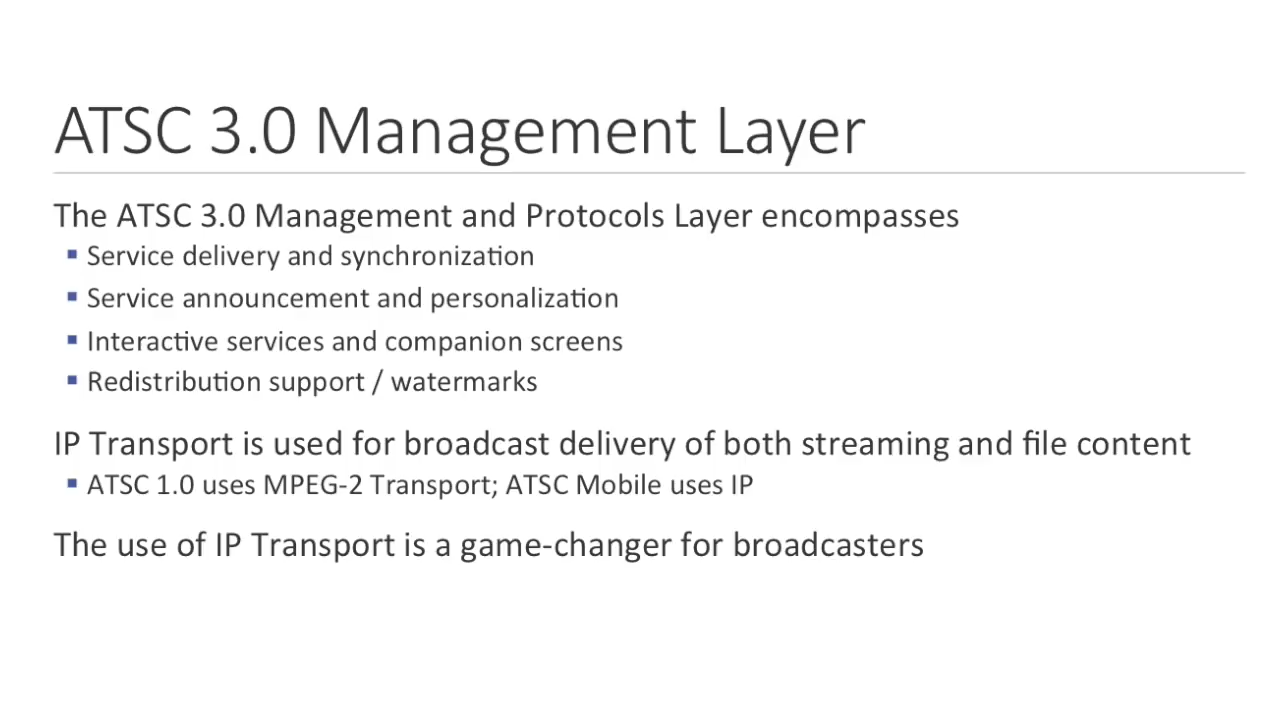 ATSC 3.0 Management Layer
The ATSC 3.0 Management and Protocols Layer encompasses
▪ Service delivery and synchronization
▪ Service announcement and personalization
▪ Interactive services and companion screens
▪ Redistribution support / watermarks
IP Transport is used for broadcast delivery of both streaming and file content
▪ ATSC 1.0 uses MPEG-2 Transport; ATSC Mobile uses IP
The use of IP Transport is a game-changer for broadcasters